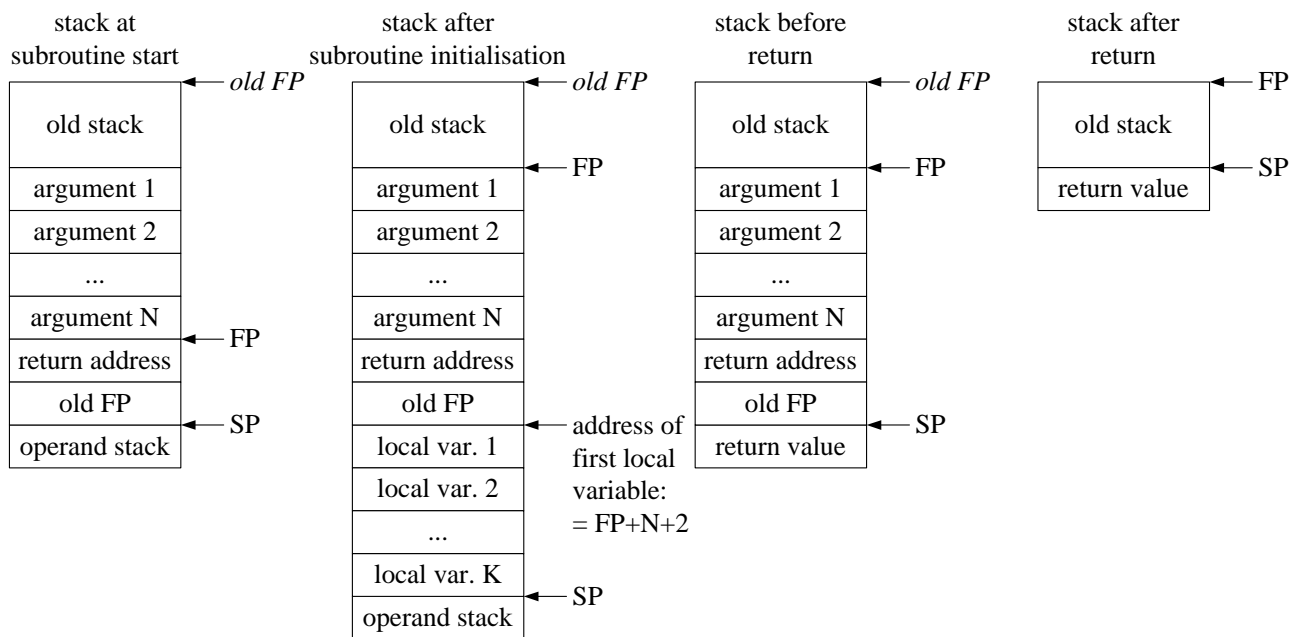 stack at
subroutine start
old FP
old stack
argument 1
argument 2
...
argument N
FP
return address
old FP
SP
operand stack
stack after
subroutine initialisation
old FP
old stack
FP
argument 1
argument 2
...
argument N
return address
old FP
address of
first local
variable:
= FP+N+2
local var. 1
local var. 2
...
local var. K
SP
operand stack
stack before
return
old FP
old stack
FP
argument 1
argument 2
...
argument N
return address
old FP
SP
return value
stack after
return
FP
old stack
SP
return value